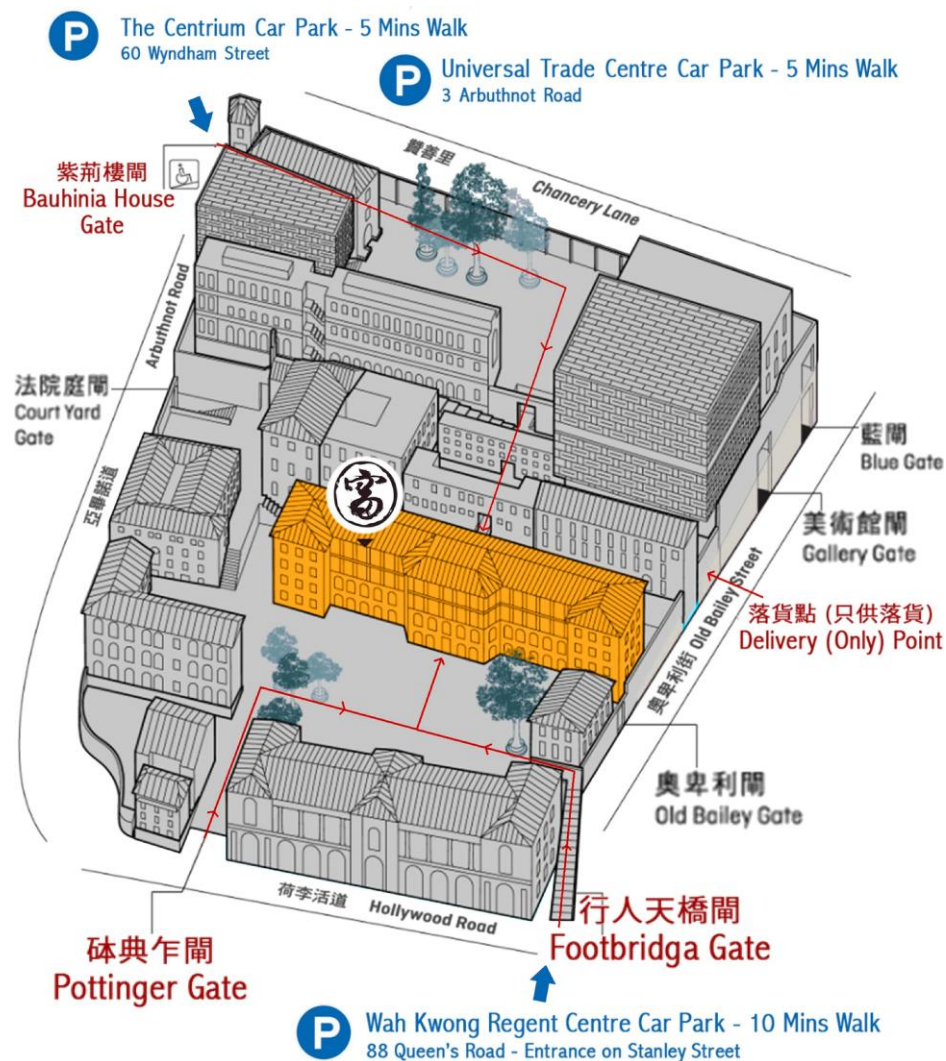 P The Centrium Car Park - 5 Mins Walk
60 Wyndham Street
P Universal Trade Centre Car Park - 5 Mins Walk
3 Arbuthnot Road
紫荊樓閘
Bauhinia House
Gate
贊善里 Chancery Lane
Arbuthnot Road
亞畢諾道
法院庭閘
Court Yard
Gate
富
藍閘
Blue Gate
美術館閘
Gallery Gate
落貨點 (只供落貨)
Delivery (Only) Point
奧卑利街 Old Bailey Street
奧卑利閘
Old Bailey Gate
荷李活道 Hollywood Road
砵典乍閘
Pottinger Gate
行人天橋閘
Footbridga Gate
P Wah Kwong Regent Centre Car Park - 10 Mins Walk
88 Queen's Road - Entrance on Stanley Street